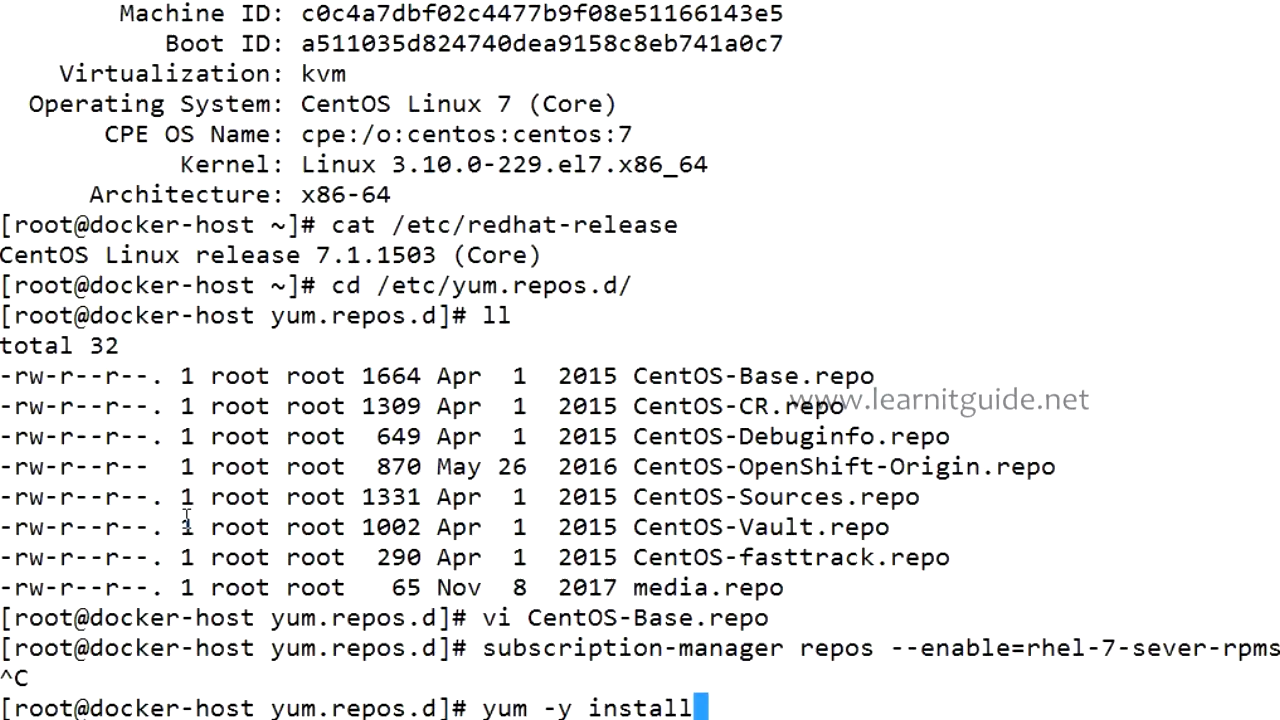 Machine ID: c0c4a7dbf02c4477b9f08e51166143e5
Boot ID: a511035d824740dea9158c8eb741a0c7
Virtualization: kvm
Operating System: CentOS Linux 7 (Core)
CPE OS Name: cpe:/o:centos:centos:7
Kernel: Linux 3.10.0-229.el7.x86_64
Architecture: x86-64
[root@docker-host ~]# cat /etc/redhat-release
CentOS Linux release 7.1.1503 (Core)
[root@docker-host ~]# cd /etc/yum.repos.d/
[root@docker-host yum.repos.d]# ll
total 32
-rw-r--r--. 1 root root 1664 Apr  1  2015 CentOS-Base.repo
www.learnitguide.net
-rw-r--r--. 1 root root 1309 Apr  1  2015 CentOS-CR.repo
-rw-r--r--. 1 root root  649 Apr  1  2015 CentOS-Debuginfo.repo
-rw-r--r--  1 root root  870 May 26  2016 CentOS-OpenShift-Origin.repo
-rw-r--r--. 1 root root 1331 Apr  1  2015 CentOS-Sources.repo
-rw-r--r--. 1 root root 1002 Apr  1  2015 CentOS-Vault.repo
-rw-r--r--. 1 root root  290 Apr  1  2015 CentOS-fasttrack.repo
-rw-r--r--. 1 root root   65 Nov  8  2017 media.repo
[root@docker-host yum.repos.d]# vi CentOS-Base.repo
[root@docker-host yum.repos.d]# subscription-manager repos --enable=rhel-7-sever-rpms
^C
[root@docker-host yum.repos.d]# yum -y install